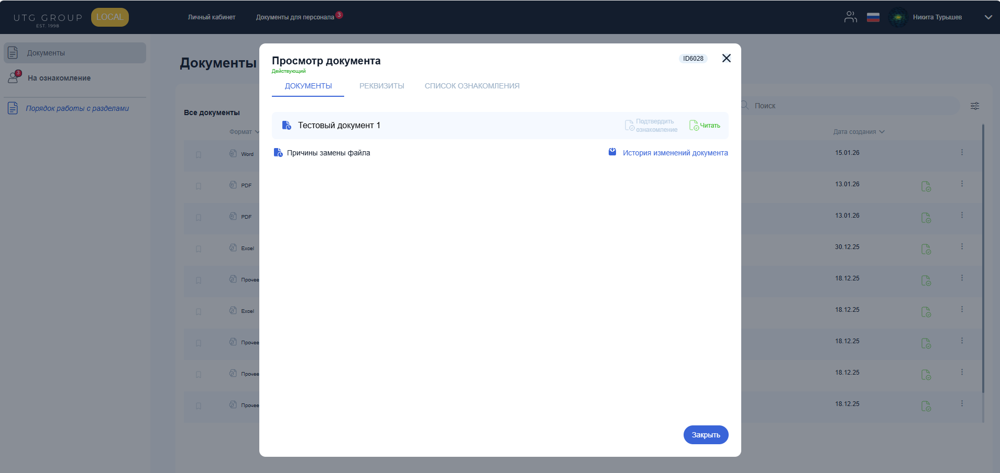 UTG GROUP
EST. 1998
LOCAL
Личный кабинет
Документы для персонала
3
Никита Турышев
Документы
3
На ознакомление
Порядок работы с разделами
Документы
Все документы
Поиск
Формат
Дата создания
Word
15.01.26
PDF
13.01.26
PDF
13.01.26
Excel
30.12.25
Прочее
18.12.25
Excel
18.12.25
Прочее
18.12.25
Прочее
18.12.25
Прочее
18.12.25
Просмотр документа
ID6028
Действующий
ДОКУМЕНТЫ
РЕКВИЗИТЫ
СПИСОК ОЗНАКОМЛЕНИЯ
Тестовый документ 1
Подтвердить
ознакомление
Читать
Причины замены файла
История изменений документа
Закрыть